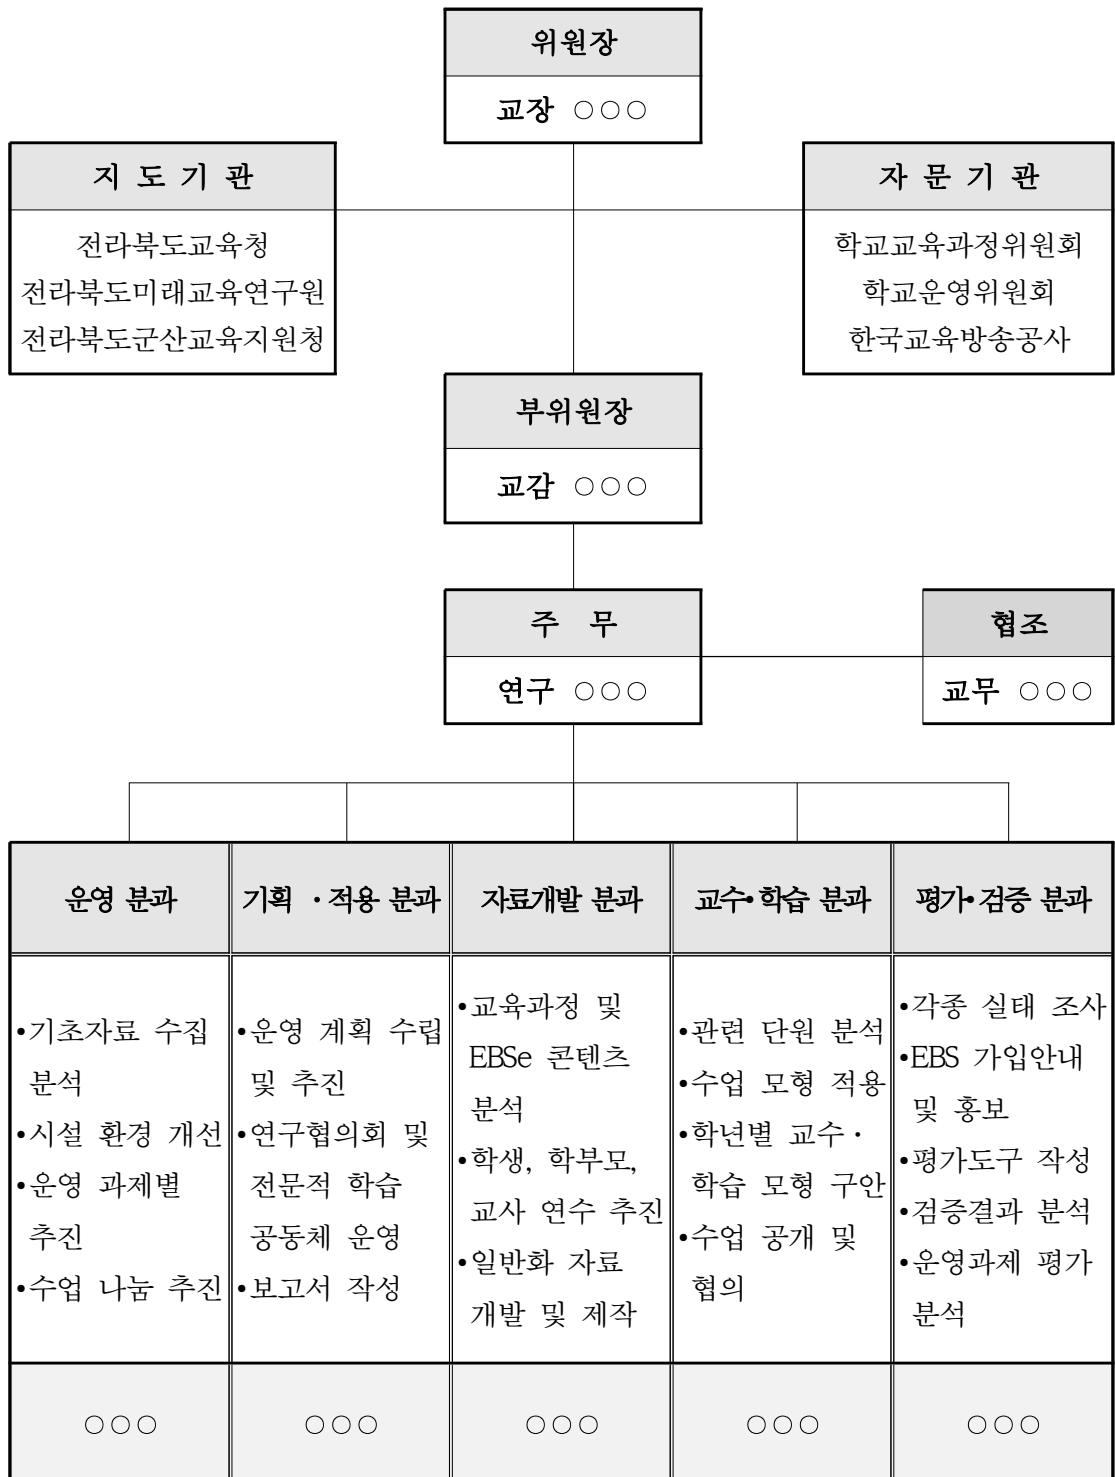 위원장
교장 ○○○
지 도 기 관
전라북도교육청
전라북도미래교육연구원
전라북도군산교육지원청
자 문 기 관
학교교육과정위원회
학교운영위원회
한국교육방송공사
부위원장
교감 ○○○
주 무
연구 ○○○
협조
교무 ○○○
운영 분과
•기초자료 수집
분석
•시설 환경 개선
•운영 과제별
추진
•수업 나눔 추진
○○○
기획 ·적용 분과
•운영 계획 수립
및 추진
•연구협의회 및
전문적 학습
공동체 운영
•보고서 작성
○○○
자료개발 분과
•교육과정 및
EBSe 콘텐츠
분석
•학생, 학부모,
교사 연수 추진
•일반화 자료
개발 및 제작
○○○
교수•학습 분과
•관련 단원 분석
•수업 모형 적용
•학년별 교수·
학습 모형 구안
•수업 공개 및
협의
○○○
평가•검증 분과
•각종 실태 조사
•EBS 가입안내
및 홍보
•평가도구 작성
•검증결과 분석
•운영과제 평가
분석
○○○